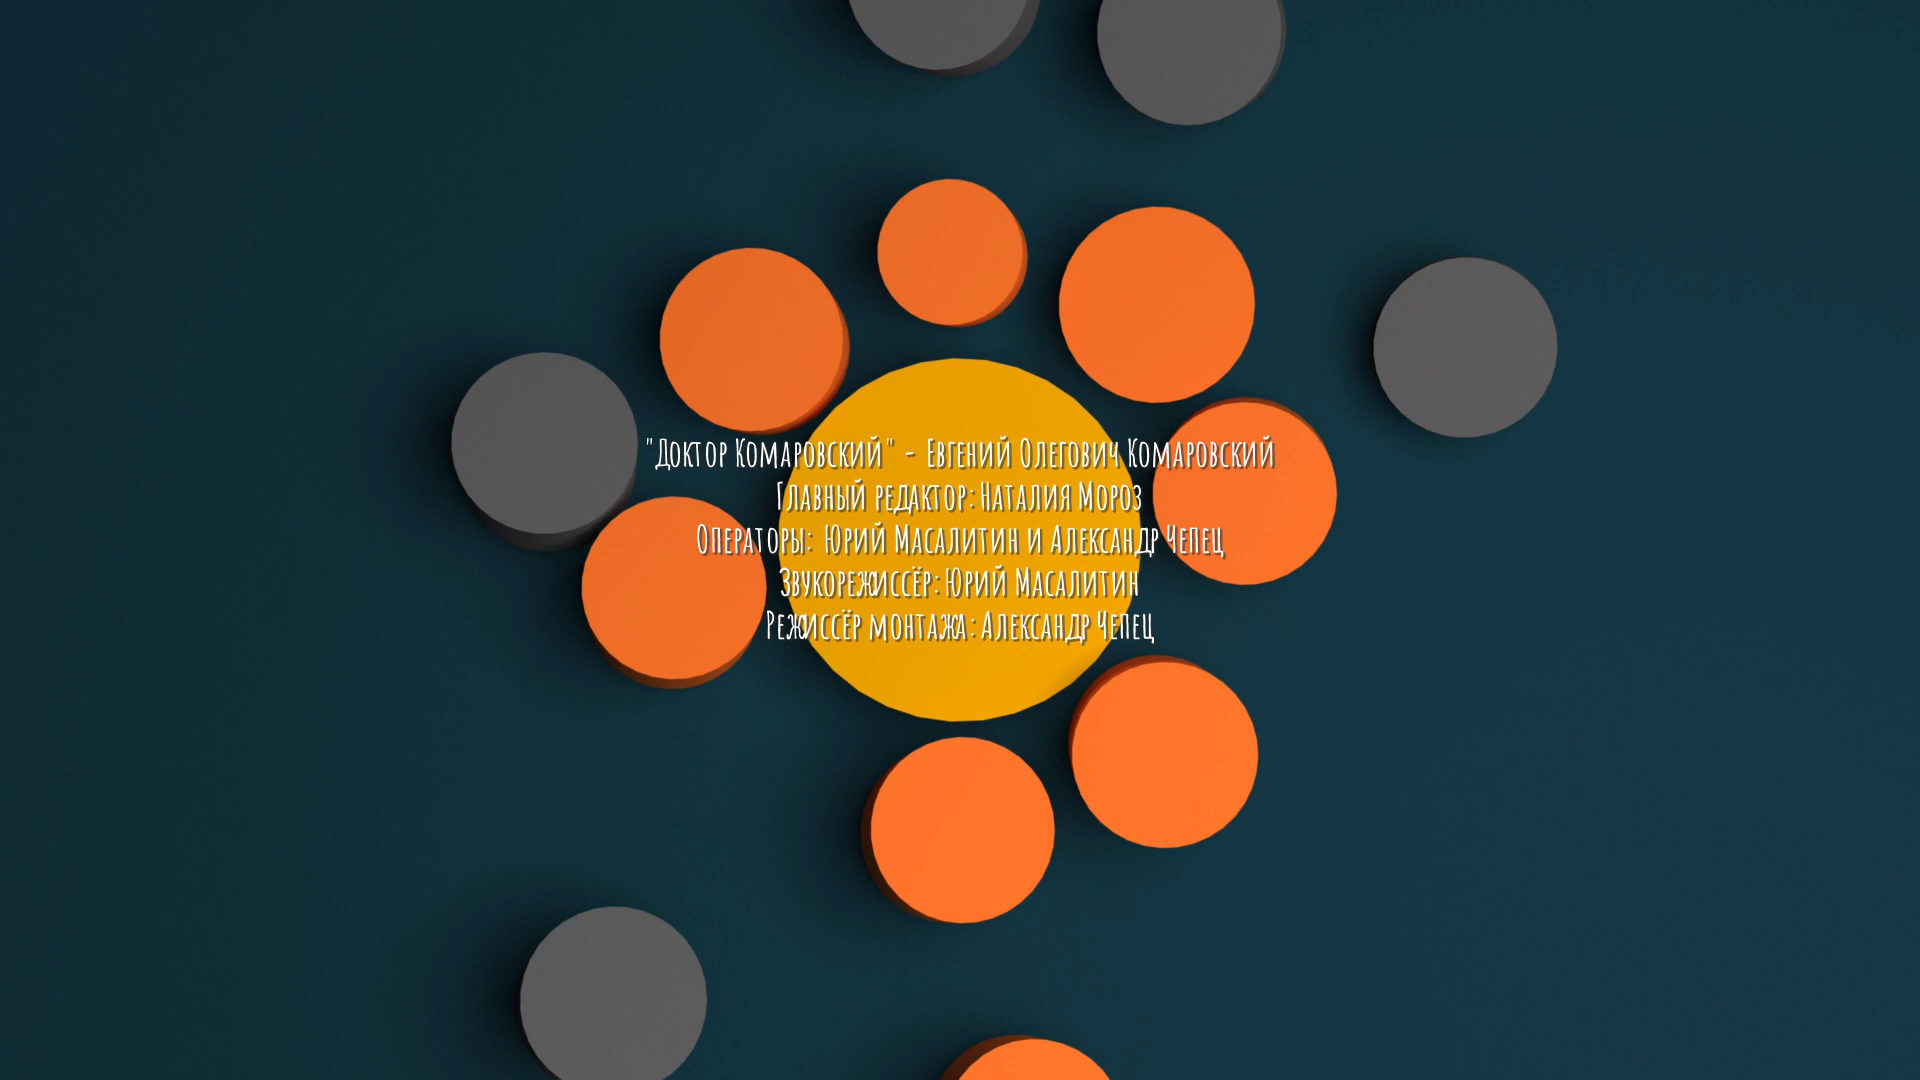 "Доктор Комаровский" - Евгений Олегович Комаровский
Главный редактор: Наталия Мороз
Операторы: Юрий Масалитин и Александр Чепец
Звукорежиссёр: Юрий Масалитин
Режиссёр монтажа: Александр Чепец